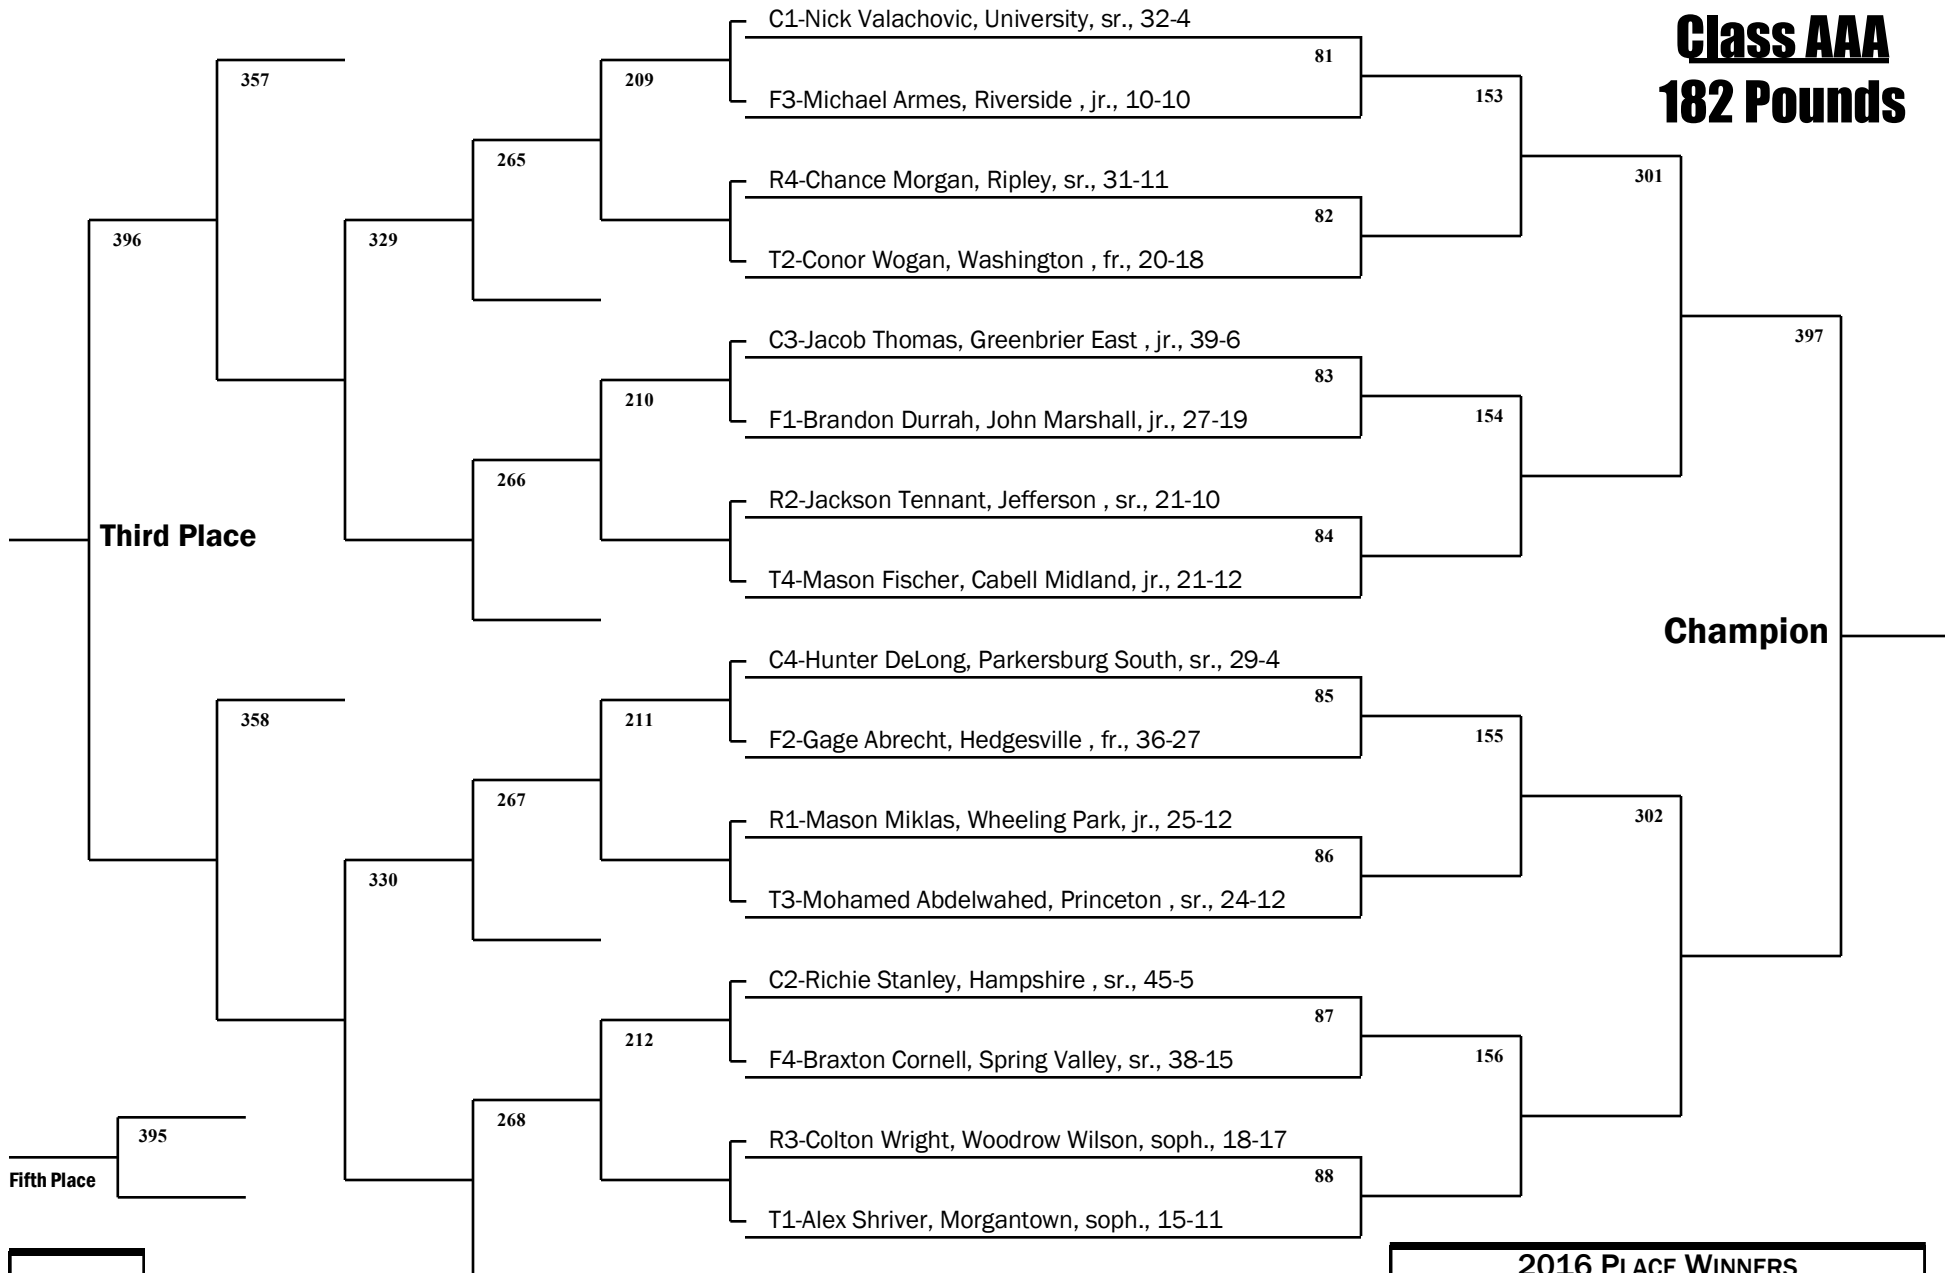 Class AAA
182 Pounds
C1-Nick Valachovic, University, sr., 32-4
81
357
209
F3-Michael Armes, Riverside , jr., 10-10
153
265
R4-Chance Morgan, Ripley, sr., 31-11
301
82
396
329
T2-Conor Wogan, Washington , fr., 20-18
C3-Jacob Thomas, Greenbrier East , jr., 39-6
397
83
210
F1-Brandon Durrah, John Marshall, jr., 27-19
154
266
R2-Jackson Tennant, Jefferson , sr., 21-10
Third Place
84
T4-Mason Fischer, Cabell Midland, jr., 21-12
Champion
C4-Hunter DeLong, Parkersburg South, sr., 29-4
85
358
211
F2-Gage Abrecht, Hedgesville , fr., 36-27
155
267
R1-Mason Miklas, Wheeling Park, jr., 25-12
302
86
330
T3-Mohamed Abdelwahed, Princeton , sr., 24-12
C2-Richie Stanley, Hampshire , sr., 45-5
87
212
F4-Braxton Cornell, Spring Valley, sr., 38-15
156
268
395
R3-Colton Wright, Woodrow Wilson, soph., 18-17
Fifth Place
88
T1-Alex Shriver, Morgantown, soph., 15-11
2016 PLACE WINNERS